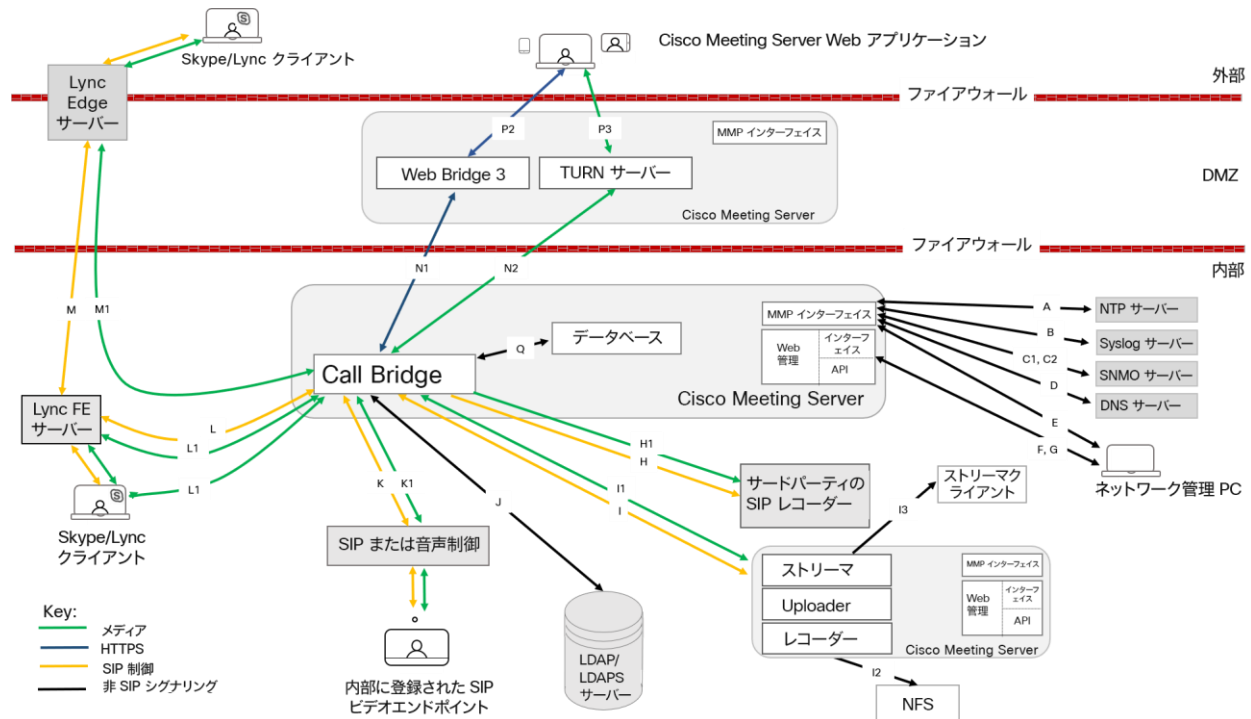 Cisco Meeting Server Web アプリケーション
Skype/Lync クライアント
外部
Lync
Edge
サーバー
ファイアウォール
P2
P3
MMP インターフェイス
Web Bridge 3
TURN サーバー
DMZ
Cisco Meeting Server
ファイアウォール
内部
N1
N2
M
M1
MMP インターフェイス
A
NTP サーバー
データベース
Q
Web
管理
インターフ
ェイス
API
B
Syslog サーバー
C1, C2
SNMO サーバー
Call Bridge
Cisco Meeting Server
D
DNS サーバー
Lync FE
サーバー
L
L1
L1
E
F, G
ネットワーク管理 PC
H1
H
サードパーティの
SIP レコーダー
ストリーマク
ライアント
K
K1
J
I1
I
I3
Skype/Lync
クライアント
SIP または音声制御
ストリーマ
Uploader
レコーダー
MMP インターフェイス
Web
管理
インターフ
ェイス
API
Cisco Meeting Server
Key:
メディア
HTTPS
SIP 制御
非 SIP シグナリング
内部に登録された SIP
ビデオエンドポイント
LDAP/
LDAPS
サーバー
I2
NFS